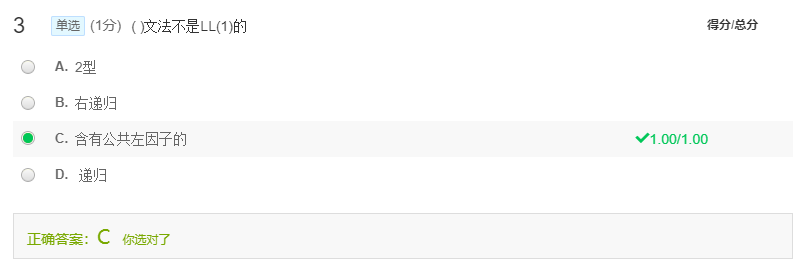 3 单选 (1分) ( )文法不是LL(1)的 得分/总分
A. 2型
B. 右递归
C. 含有公共左因子的 1.00/1.00
D. 递归
正确答案：C 你选对了